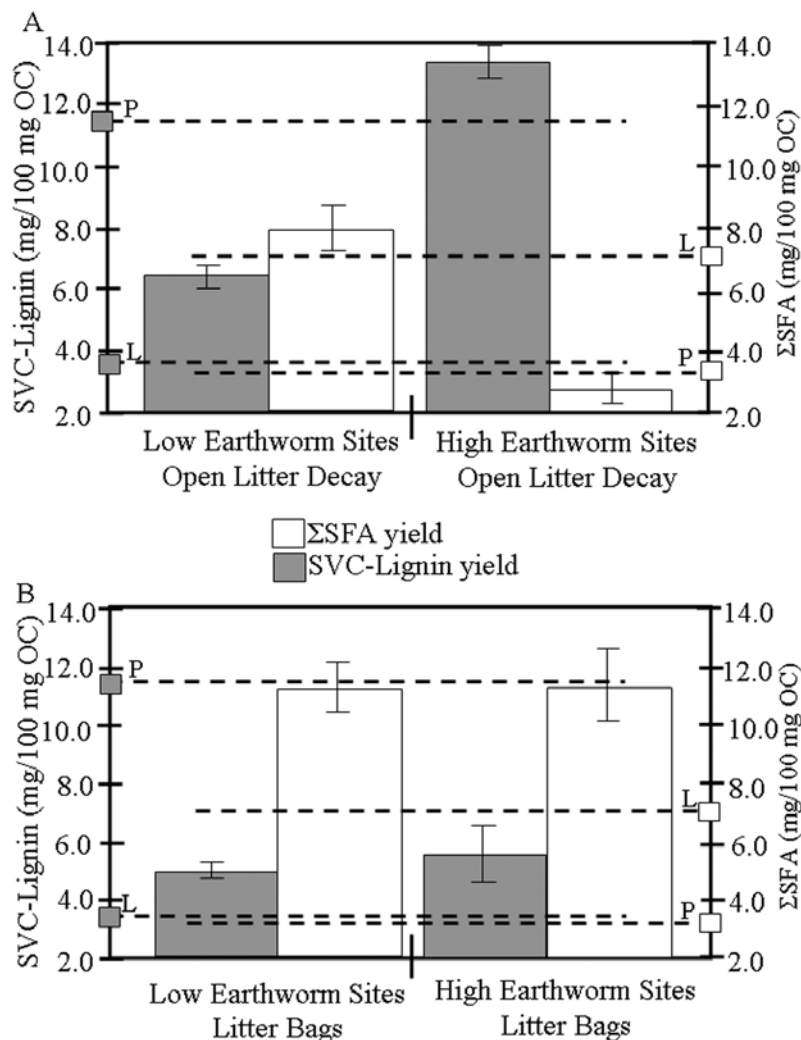 A
SVC-Lignin (mg/100 mg OC)
14.0
12.0
10.0
8.0
6.0
4.0
2.0
P
L
L
P
14.0
12.0
10.0
8.0
6.0
4.0
2.0
ΣSFA (mg/100 mg OC)
Low Earthworm Sites
Open Litter Decay
High Earthworm Sites
Open Litter Decay
ΣSFA yield
SVC-Lignin yield
B
SVC-Lignin (mg/100 mg OC)
14.0
12.0
10.0
8.0
6.0
4.0
2.0
P
L
L
P
14.0
12.0
10.0
8.0
6.0
4.0
2.0
ΣSFA (mg/100 mg OC)
Low Earthworm Sites
Litter Bags
High Earthworm Sites
Litter Bags